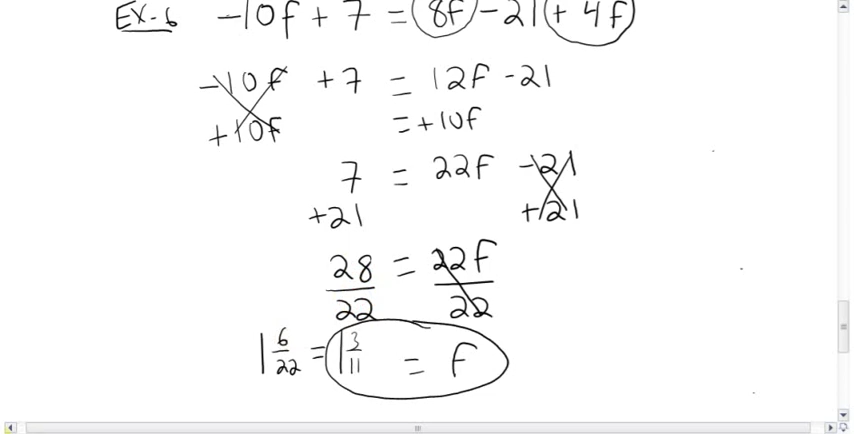 EX-6 -10f + 7 = 8f - 21 + 4f
-10f + 7 = 12f - 21
+10f = +10f
7 = 22f - 21
+21 +21
28 = 22f
22 22
1 6/22 = 1 3/11 = f